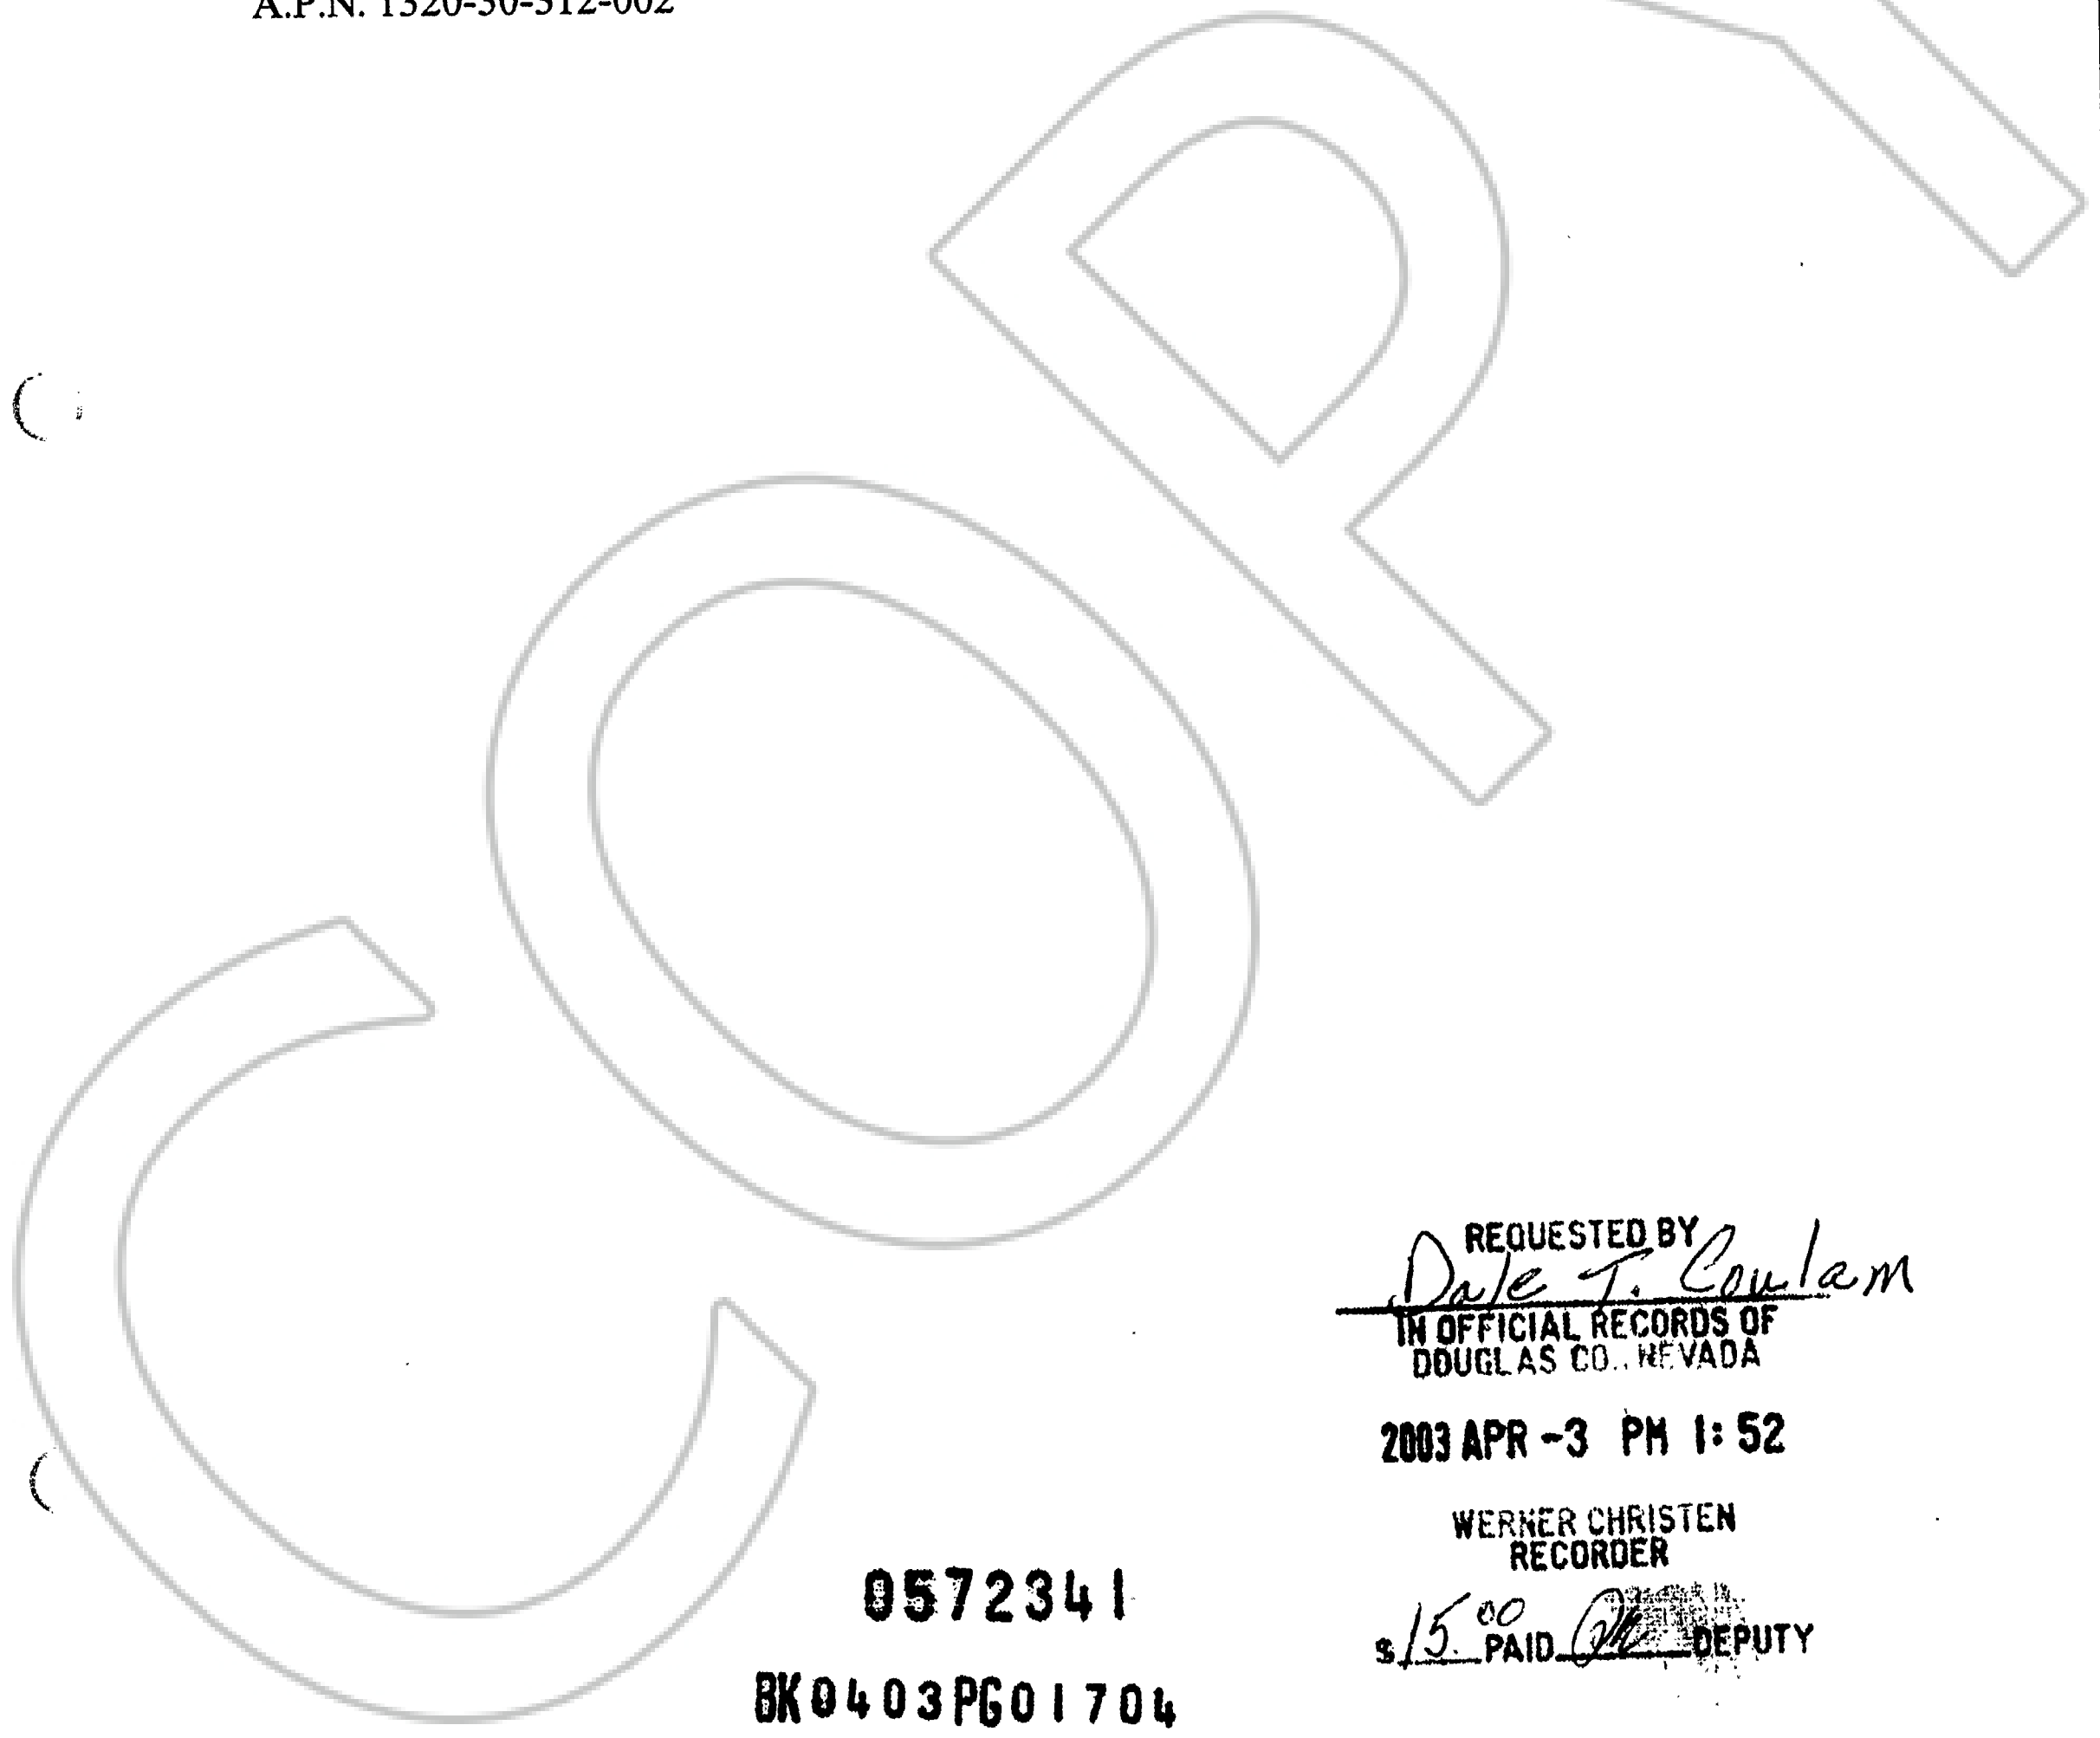 A.P.N. 1320-30-312-002
COPY
REQUESTED BY
Dale T. Coulam
IN OFFICIAL RECORDS OF
DOUGLAS CO., NEVADA
2003 APR -3 PM 1:52
WERNER CHRISTEN
RECORDER
$15.00 PAID DEPUTY
0572341
BK0403PG01704